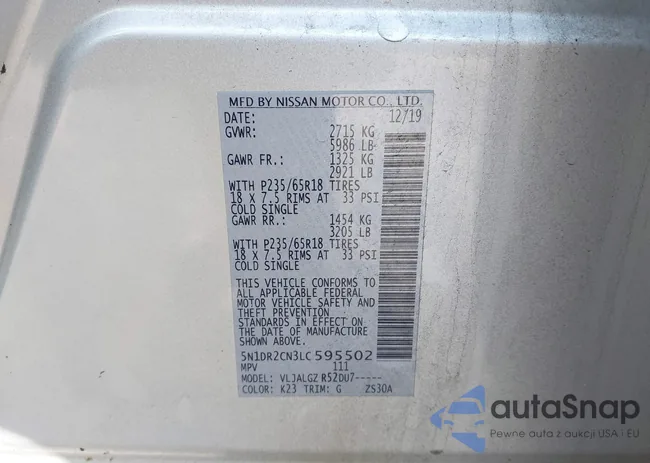 MFD BY NISSAN MOTOR CO., LTD.
DATE: 12/19
GVWR: 2715 KG
5986 LB
GAWR FR.: 1325 KG
2921 LB
WITH P235/65R18 TIRES
18 X 7.5 RIMS AT 33 PSI
COLD SINGLE
GAWR RR.: 1454 KG
3205 LB
WITH P235/65R18 TIRES
18 X 7.5 RIMS AT 33 PSI
COLD SINGLE
THIS VEHICLE CONFORMS TO
ALL APPLICABLE FEDERAL
MOTOR VEHICLE SAFETY AND
THEFT PREVENTION
STANDARDS IN EFFECT ON
THE DATE OF MANUFACTURE
SHOWN ABOVE.
5N1DR2CN3LC595502
MPV 111
MODEL: VLJALGZ R52DU7-----
COLOR: K23 TRIM: G ZS30A
autoSnap
Pewne auta z aukcji USA i EU